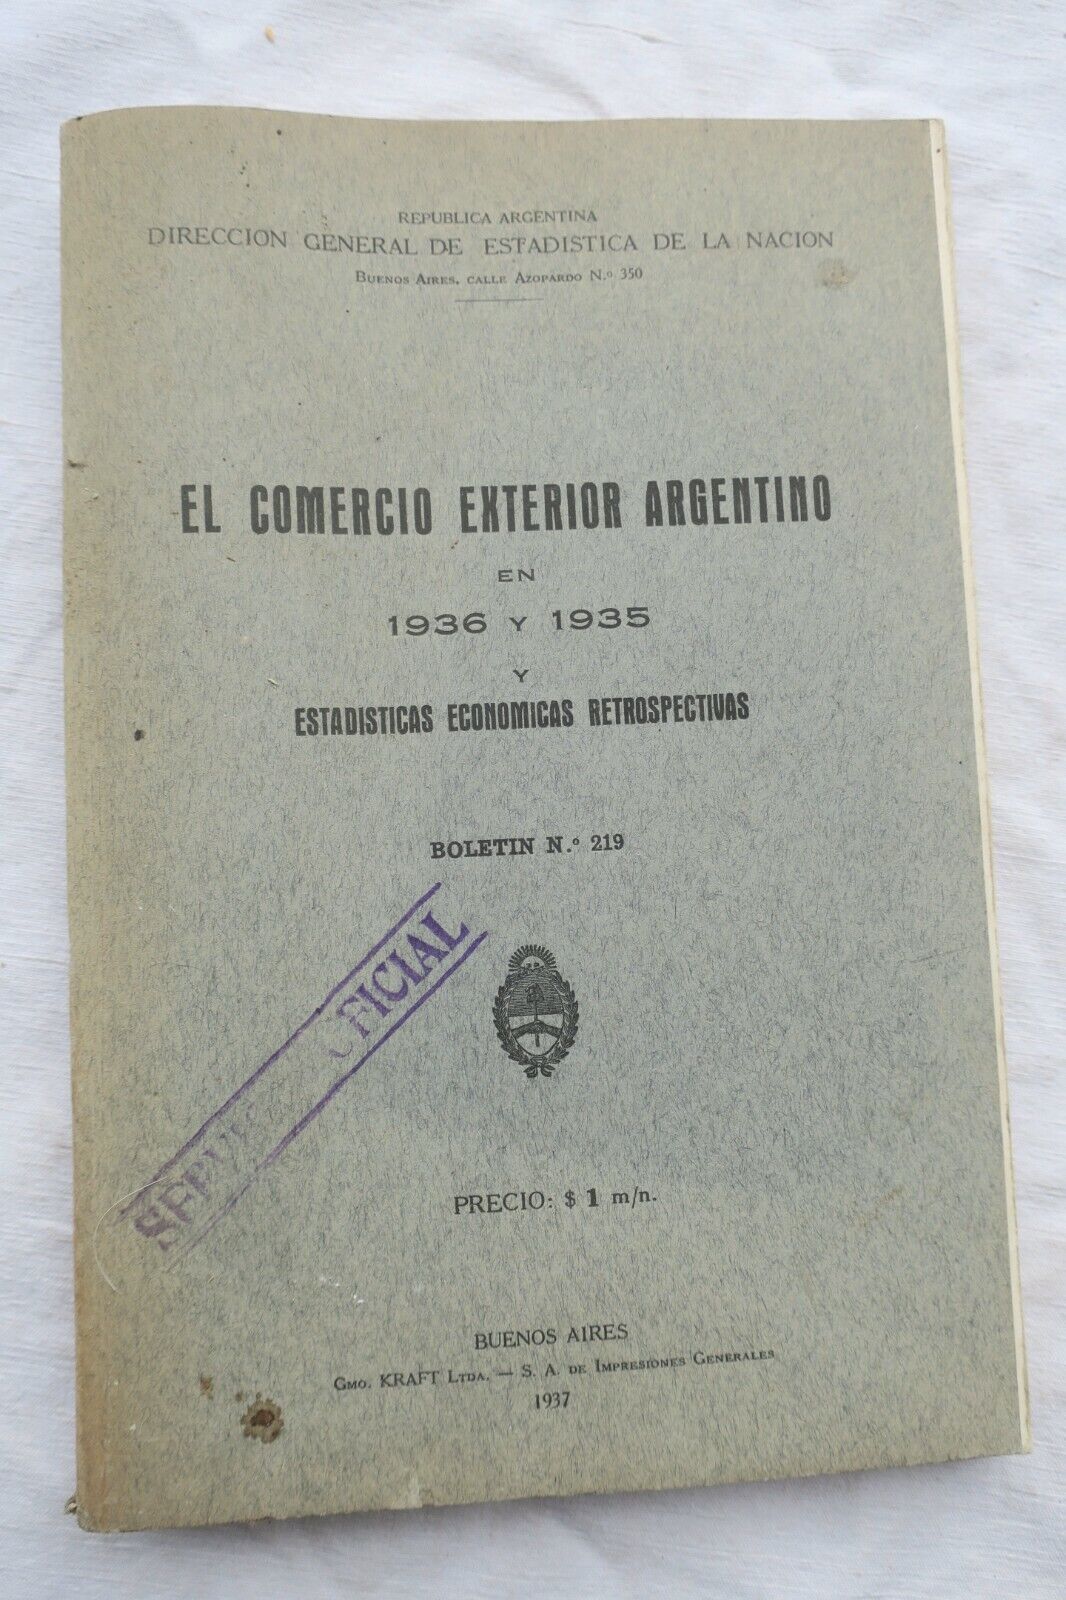 REPUBLICA ARGENTINA
DIRECCION GENERAL DE ESTADISTICA DE LA NACION
BUENOS AIRES, CALLE AZOPARDO N.º 350
EL COMERCIO EXTERIOR ARGENTINO
EN
1936 Y 1935
Y
ESTADISTICAS ECONOMICAS RETROSPECTIVAS
BOLETIN N.º 219
FICIAL
PRECIO: $ 1 m/n.
BUENOS AIRES
GMO. KRAFT LTDA. — S. A. DE IMPRESIONES GENERALES
1937